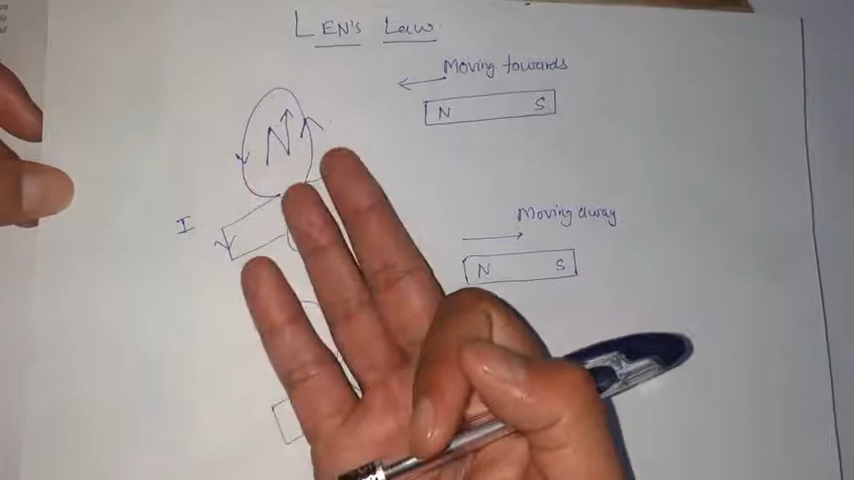 LEN's Law
Moving towards
N S
N
I
Moving away
N S